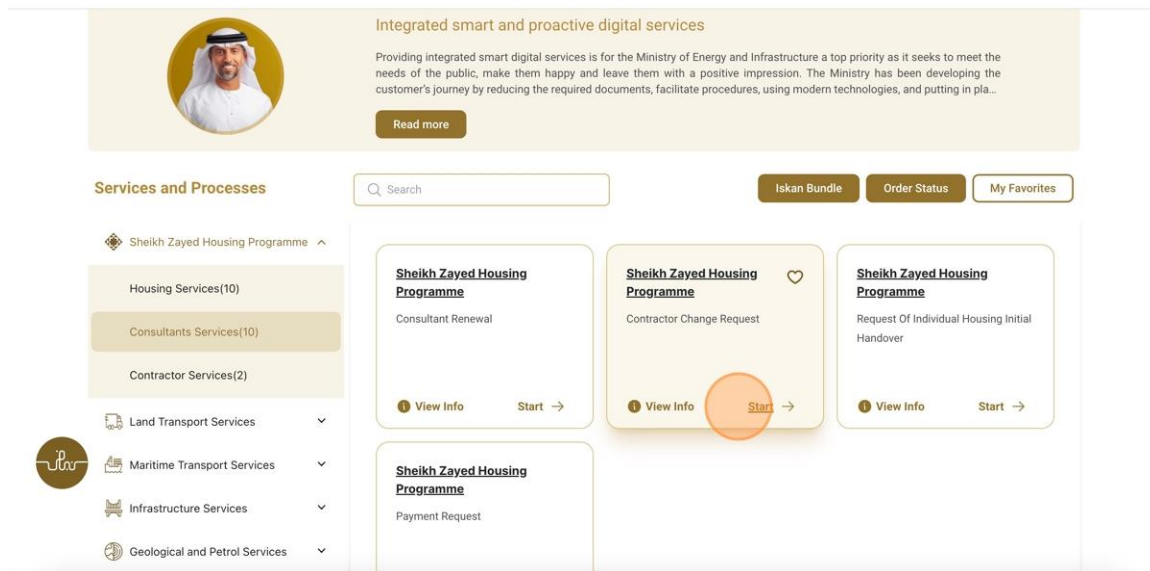 Integrated smart and proactive digital services
Providing integrated smart digital services is for the Ministry of Energy and Infrastructure a top priority as it seeks to meet the
needs of the public, make them happy and leave them with a positive impression. The Ministry has been developing the
customer's journey by reducing the required documents, facilitate procedures, using modern technologies, and putting in pla...
Read more
Services and Processes
Search
Iskan Bundle
Order Status
My Favorites
Sheikh Zayed Housing Programme
Housing Services(10)
Consultants Services(10)
Contractor Services(2)
Land Transport Services
Maritime Transport Services
Infrastructure Services
Geological and Petrol Services
Sheikh Zayed Housing
Programme
Consultant Renewal
View Info
Start →
Sheikh Zayed Housing
Programme
Contractor Change Request
View Info
Start →
Sheikh Zayed Housing
Programme
Request Of Individual Housing Initial
Handover
View Info
Start →
Sheikh Zayed Housing
Programme
Payment Request